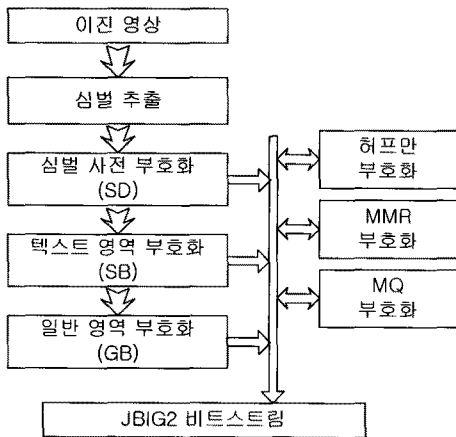 이진 영상
심벌 추출
심벌 사전 부호화
(SD)
텍스트 영역 부호화
(SB)
일반 영역 부호화
(GB)
허프만
부호화
MMR
부호화
MQ
부호화
JBIG2 비트스트림